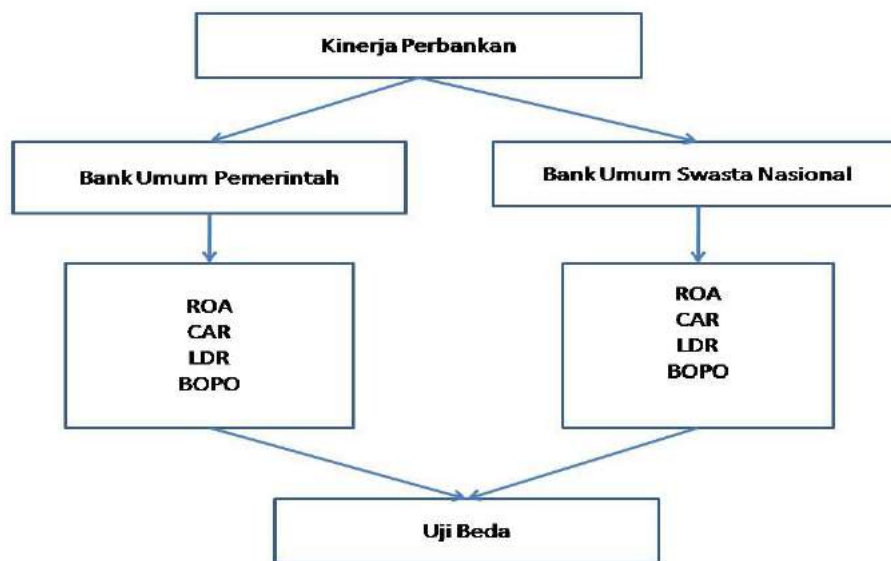 Kinerja Perbankan
Bank Umum Pemerintah
Bank Umum Swasta Nasional
ROA
CAR
LDR
BOPO
ROA
CAR
LDR
BOPO
Uji Beda